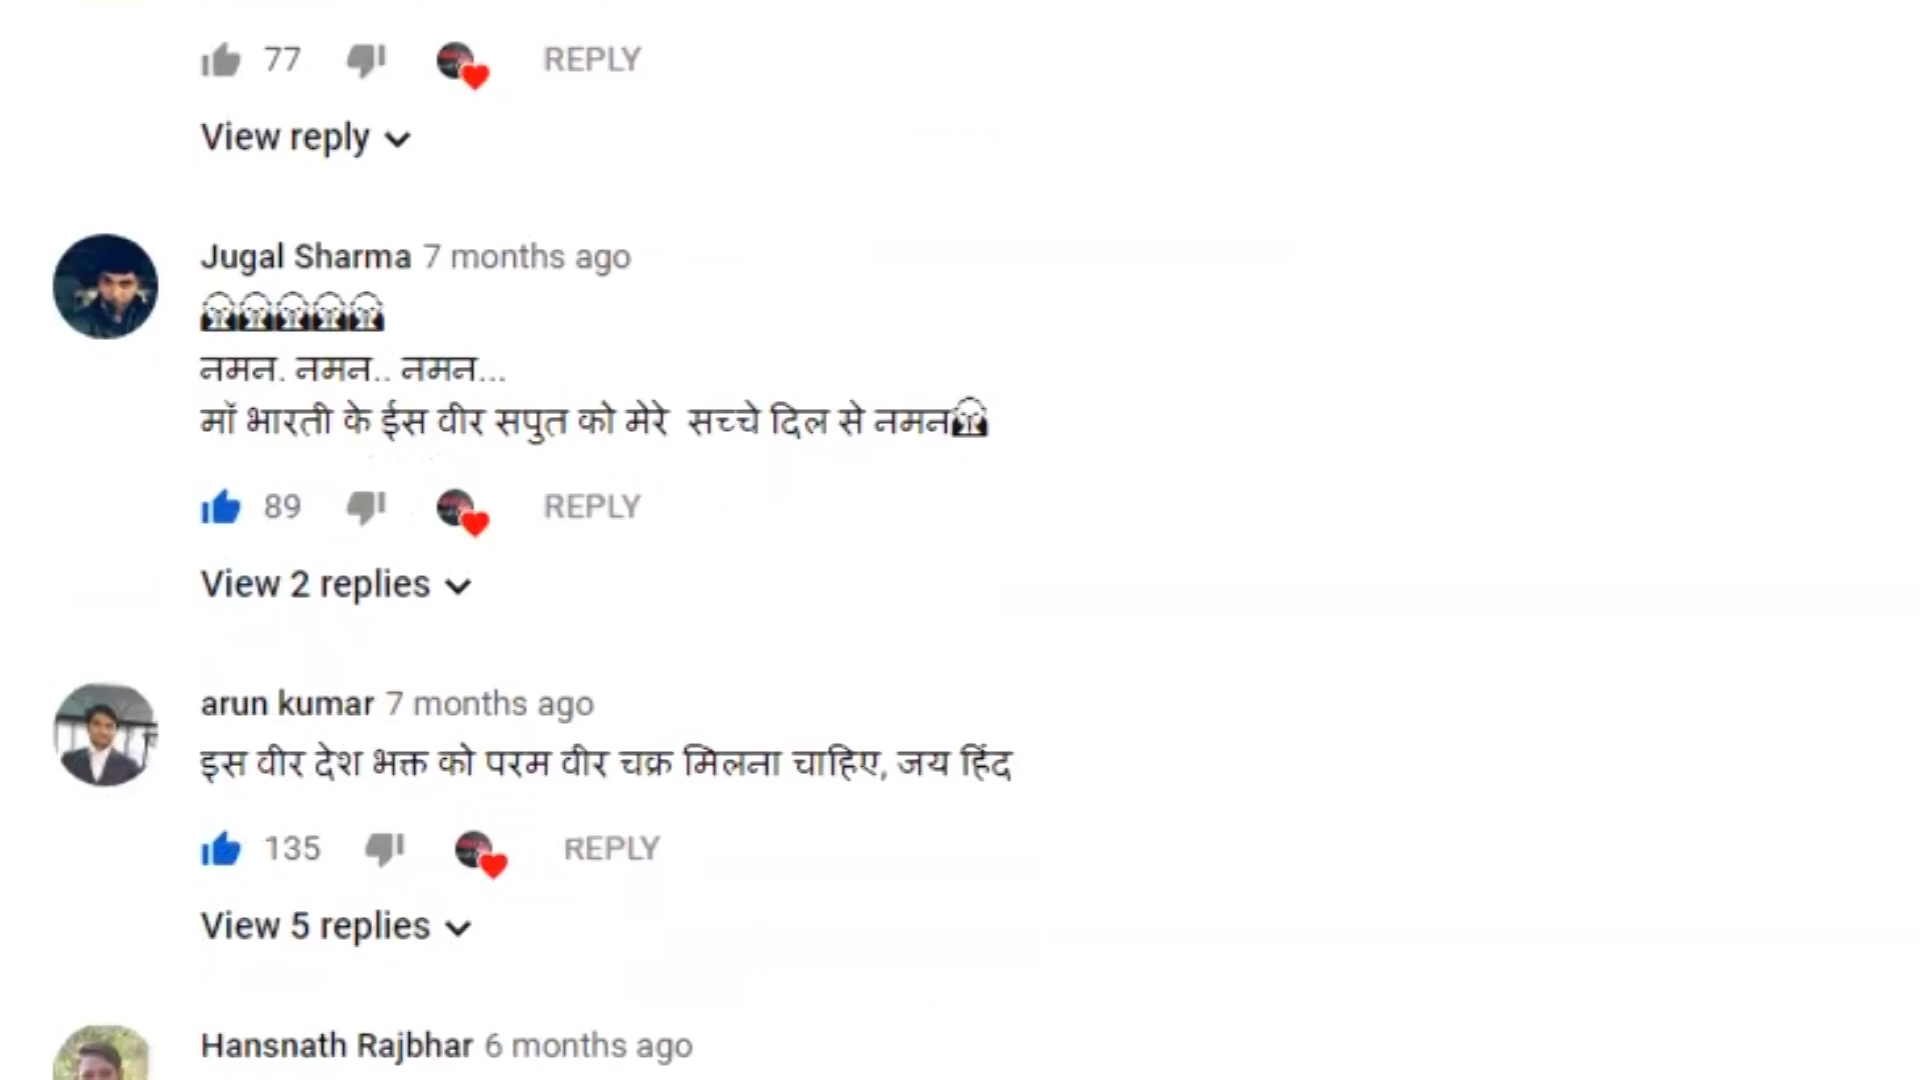 77 REPLY
View reply
Jugal Sharma 7 months ago
नमन. नमन.. नमन...
माॅ भारती के ईस वीर सपुत को मेरे सच्चे दिल से नमन
89 REPLY
View 2 replies
arun kumar 7 months ago
इस वीर देश भक्त को परम वीर चक्र मिलना चाहिए, जय हिंद
135 REPLY
View 5 replies
Hansnath Rajbhar 6 months ago